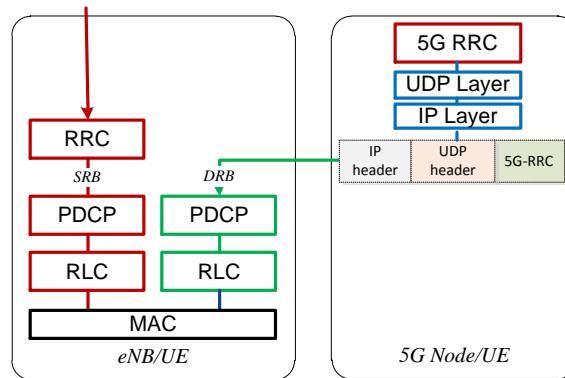 RRC
SRB
DRB
PDCP
PDCP
RLC
RLC
MAC
eNB/UE
5G RRC
UDP Layer
IP Layer
IP
header
UDP
header
5G-RRC
5G Node/UE